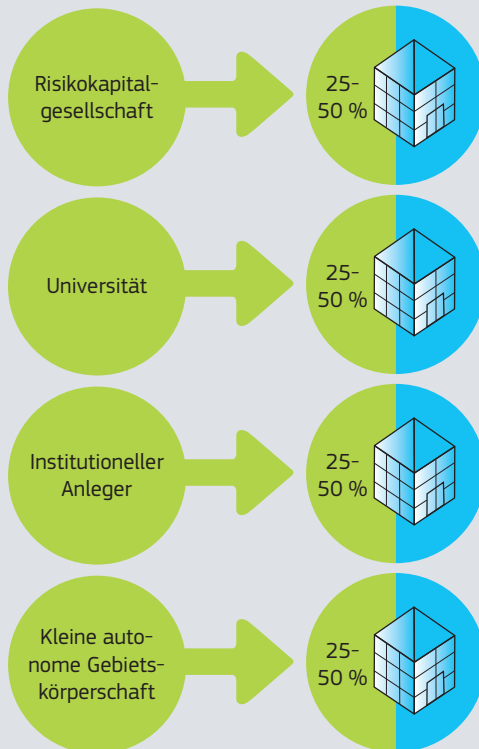 Risikokapital-
gesellschaft
25-
50 %
Universität
25-
50 %
Institutioneller
Anleger
25-
50 %
Kleine auto-
nome Gebiets-
körperschaft
25-
50 %